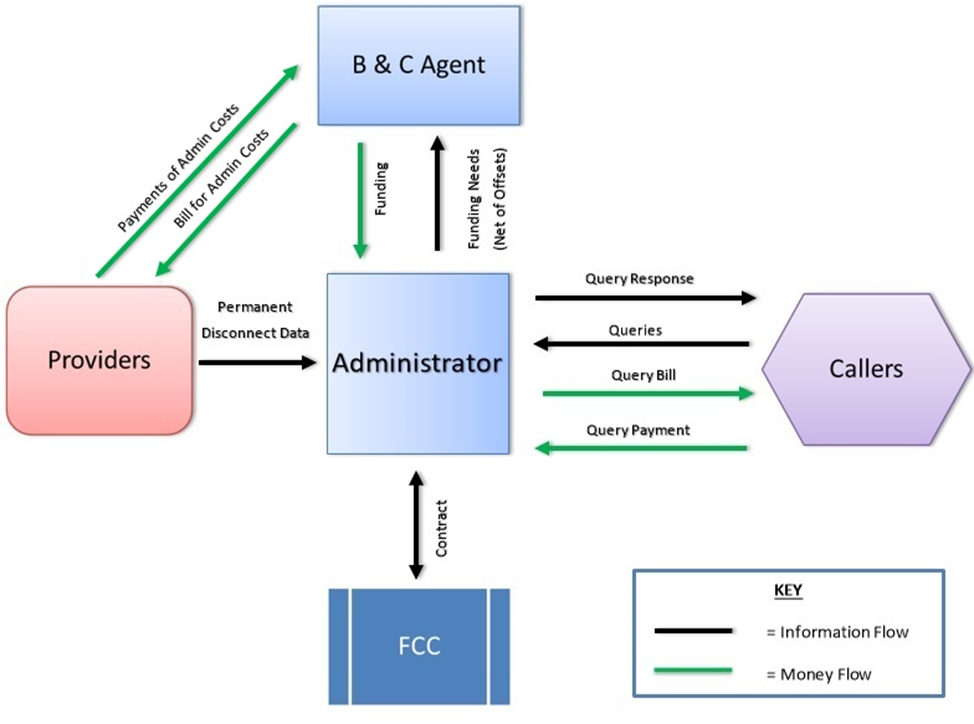 B & C Agent
Payments of Admin Costs
Bill for Admin Costs
Funding
Funding Needs
(Net of Offsets)
Providers
Permanent
Disconnect Data
Administrator
Query Response
Queries
Query Bill
Query Payment
Callers
Contract
FCC
KEY
= Information Flow
= Money Flow